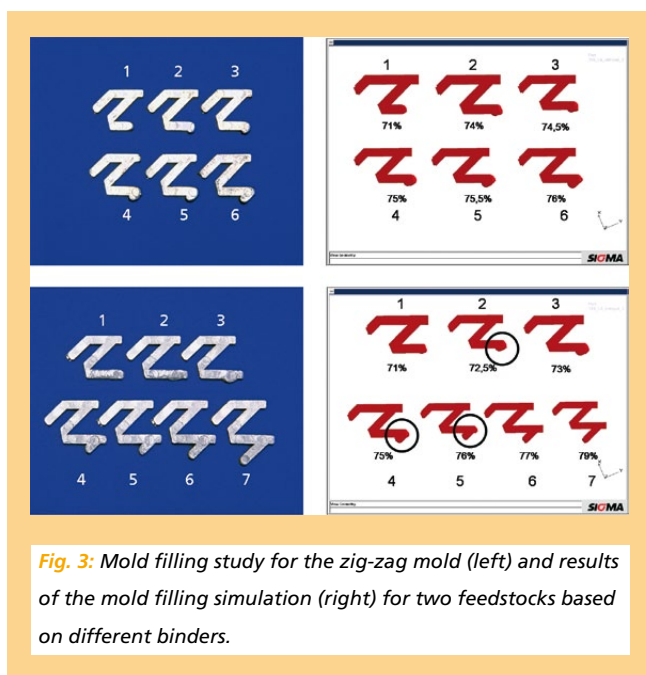 1 2 3
4 5 6
1 2 3
71% 74% 74,5%
75% 75,5% 76%
4 5 6
SIGMA
1 2 3
4 5 6 7
1 2 3
71% 72,5% 73%
75% 76% 77% 79%
4 5 6 7
SIGMA
Fig. 3: Mold filling study for the zig-zag mold (left) and results
of the mold filling simulation (right) for two feedstocks based
on different binders.